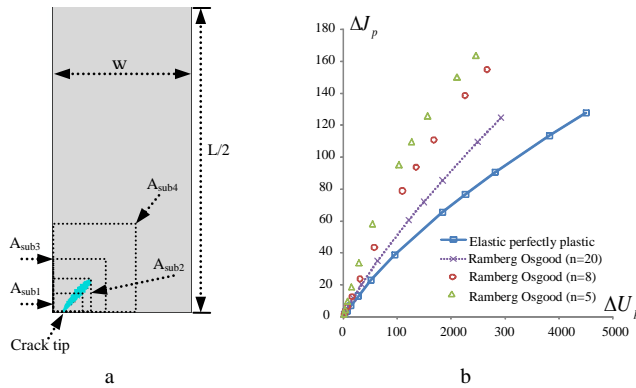 W
L/2
A_sub4
A_sub3
A_sub2
A_sub1
Crack tip
a
ΔJ_p
180
160
140
120
100
80
60
40
20
0
Elastic perfectly plastic
Ramberg Osgood (n=20)
Ramberg Osgood (n=8)
Ramberg Osgood (n=5)
0 1000 2000 3000 4000 5000
ΔU_p
b